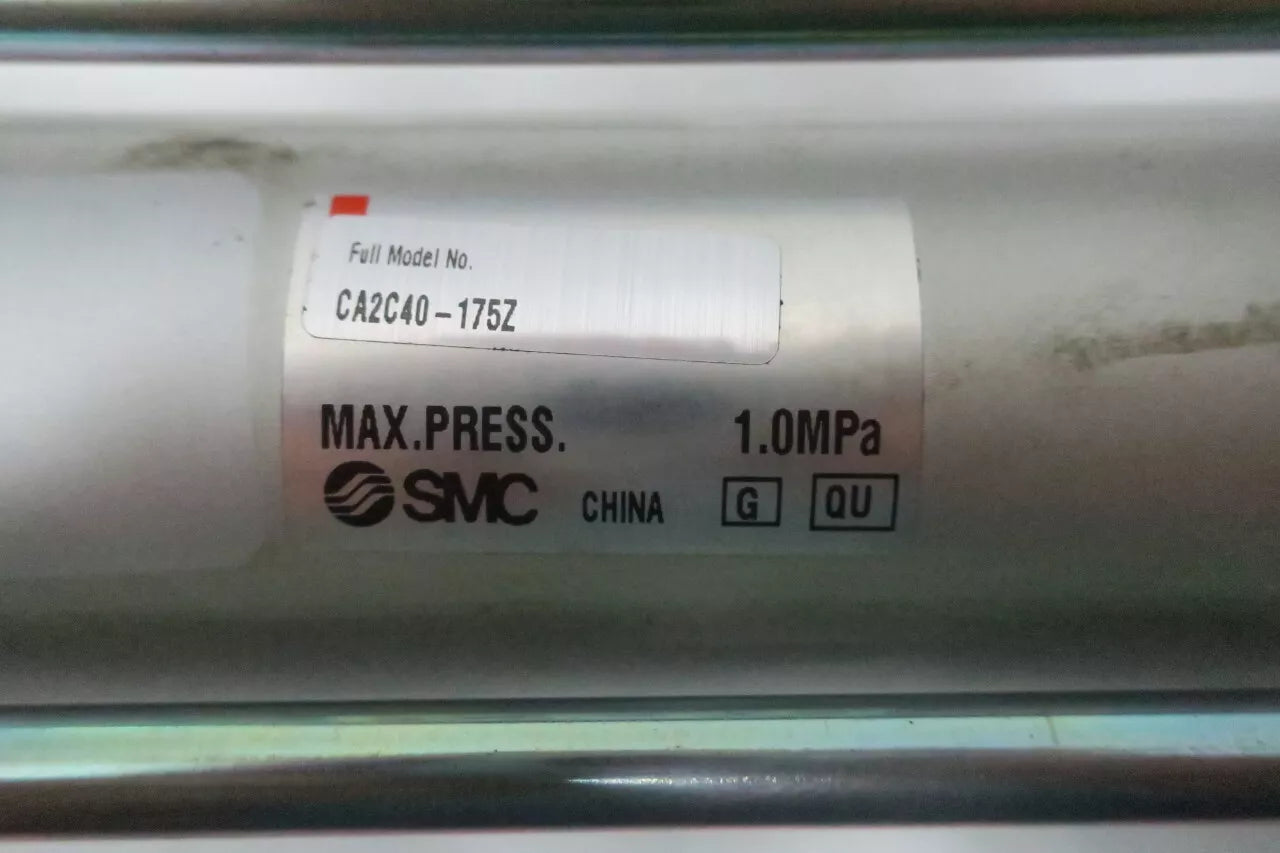 Full Model No.
CA2C40-175Z
MAX.PRESS. 1.0MPa
SMC CHINA G QU